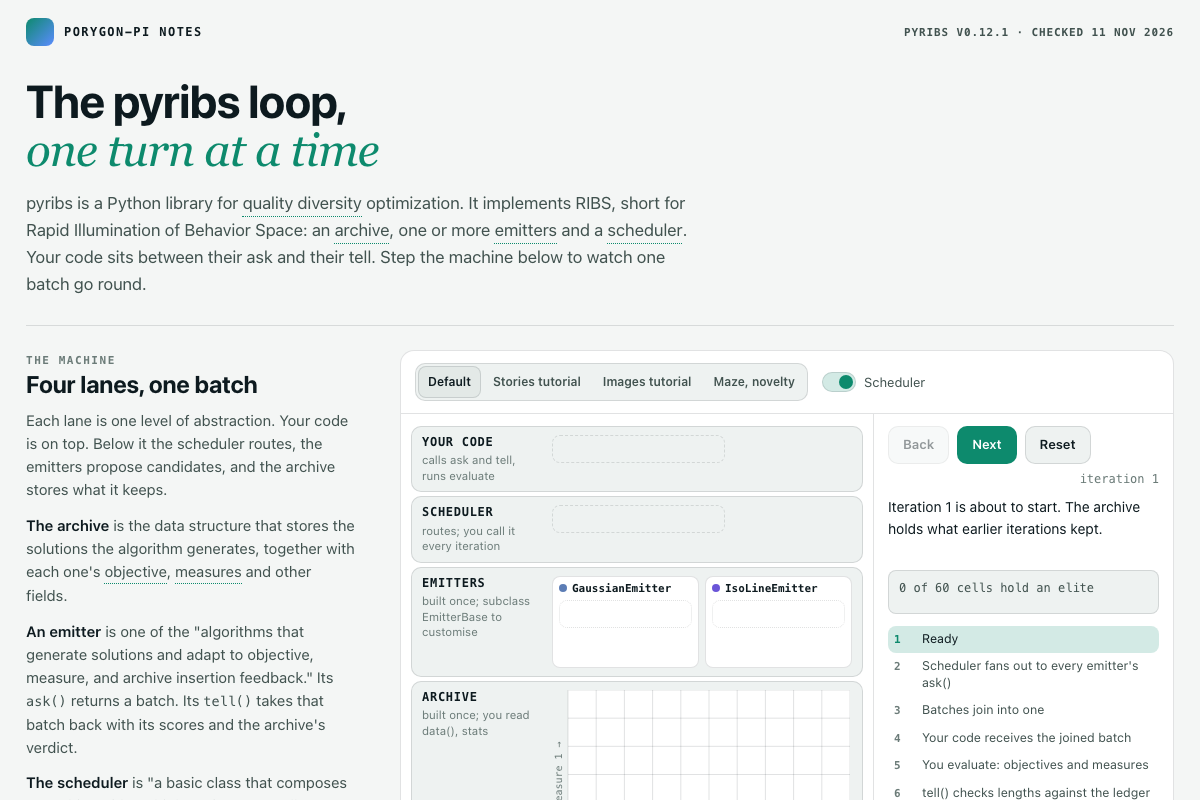 PORYGON-PI NOTES
PYRIBS V0.12.1 · CHECKED 11 NOV 2026
The pyribs loop,
one turn at a time
pyribs is a Python library for quality diversity optimization. It implements RIBS, short for
Rapid Illumination of Behavior Space: an archive, one or more emitters and a scheduler.
Your code sits between their ask and their tell. Step the machine below to watch one
batch go round.
THE MACHINE
Four lanes, one batch
Each lane is one level of abstraction. Your code
is on top. Below it the scheduler routes, the
emitters propose candidates, and the archive
stores what it keeps.
The archive is the data structure that stores the
solutions the algorithm generates, together with
each one's objective, measures and other
fields.
An emitter is one of the "algorithms that
generate solutions and adapt to objective,
measure, and archive insertion feedback." Its
ask() returns a batch. Its tell() takes that
batch back with its scores and the archive's
verdict.
The scheduler is "a basic class that composes
Default
Stories tutorial
Images tutorial
Maze, novelty
Scheduler
YOUR CODE
calls ask and tell,
runs evaluate
SCHEDULER
routes; you call it
every iteration
EMITTERS
built once; subclass
EmitterBase to
customise
GaussianEmitter
IsoLineEmitter
ARCHIVE
built once; you read
data(), stats
easure 1 →
Back
Next
Reset
iteration 1
Iteration 1 is about to start. The archive
holds what earlier iterations kept.
0 of 60 cells hold an elite
1 Ready
2 Scheduler fans out to every emitter's
ask()
3 Batches join into one
4 Your code receives the joined batch
5 You evaluate: objectives and measures
6 tell() checks lengths against the ledger